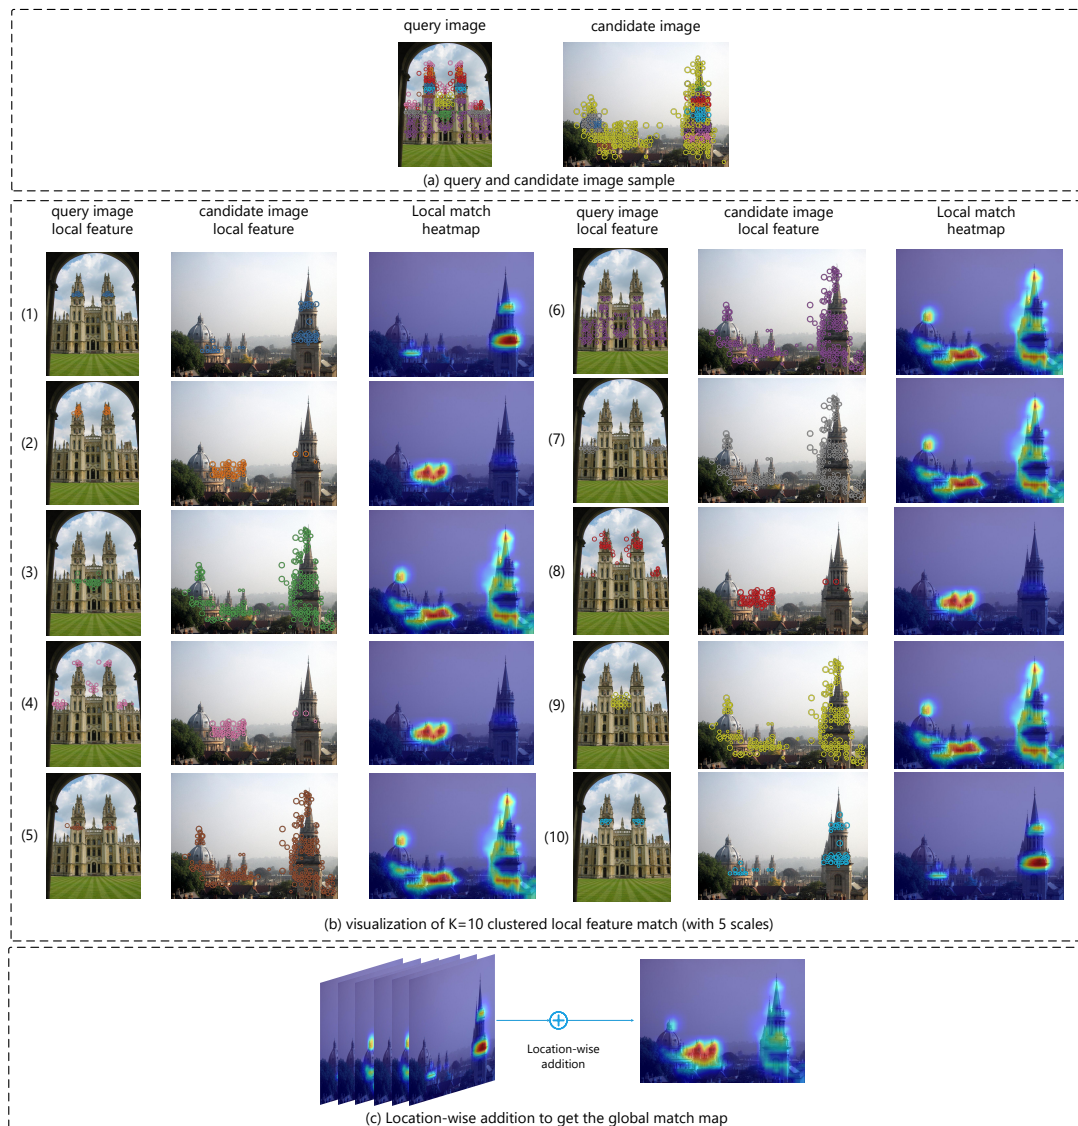 query image
candidate image
(a) query and candidate image sample
query image
local feature
candidate image
local feature
Local match
heatmap
query image
local feature
candidate image
local feature
Local match
heatmap
(1)
(6)
(2)
(7)
(3)
(8)
(4)
(9)
(5)
(10)
(b) visualization of K=10 clustered local feature match (with 5 scales)
Location-wise
addition
(c) Location-wise addition to get the global match map